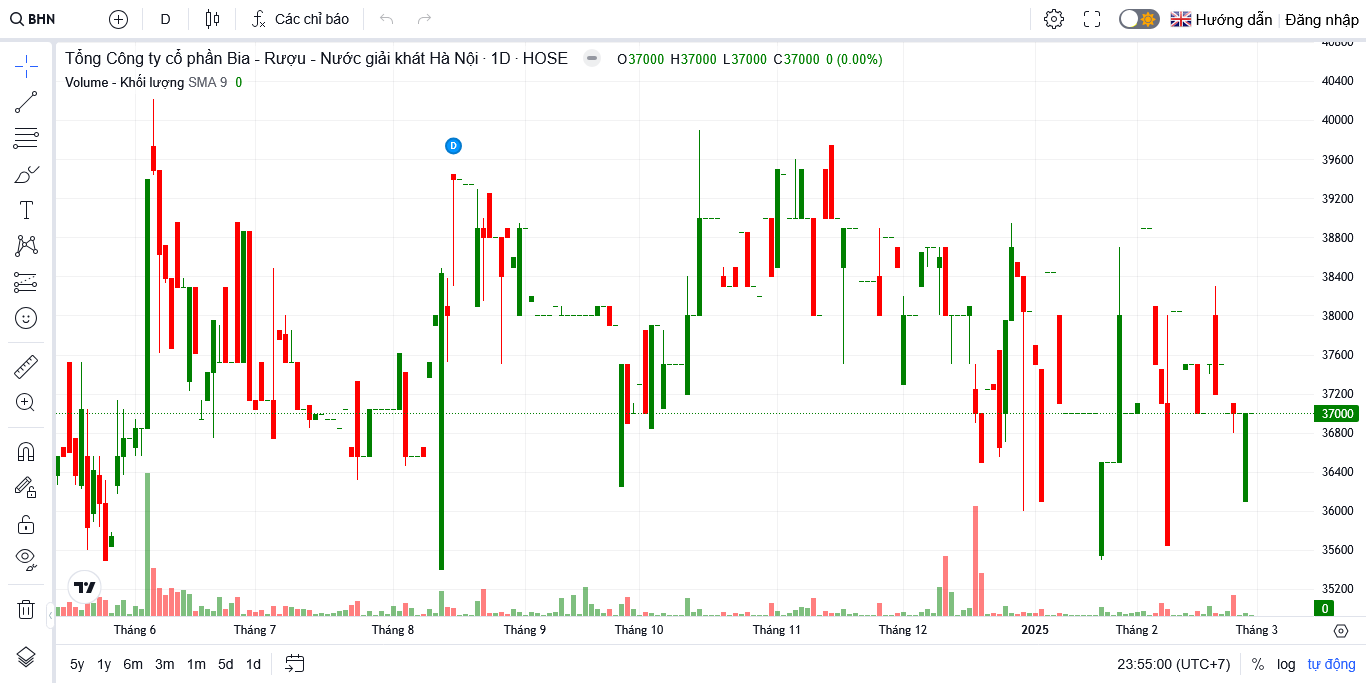 BHN D Các chỉ báo Hướng dẫn Đăng nhập
Tổng Công ty cổ phần Bia - Rượu - Nước giải khát Hà Nội · 1D · HOSE O37000 H37000 L37000 C37000 0 (0.00%)
Volume - Khối lượng SMA 9 0
D
40800
40400
40000
39600
39200
38800
38400
38000
37600
37200
37000
36800
36400
36000
35600
35200
0
Tháng 6 Tháng 7 Tháng 8 Tháng 9 Tháng 10 Tháng 11 Tháng 12 2025 Tháng 2 Tháng 3
5y 1y 6m 3m 1m 5d 1d 23:55:00 (UTC+7) % log tự động